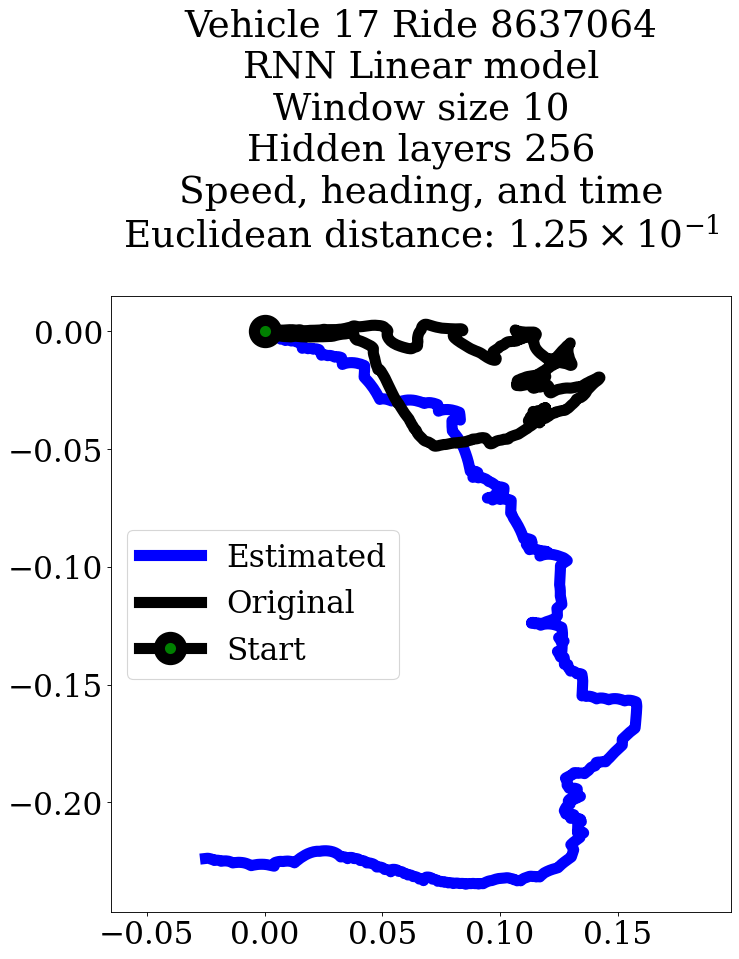 Vehicle 17 Ride 8637064
RNN Linear model
Window size 10
Hidden layers 256
Speed, heading, and time
Euclidean distance: 1.25 × 10⁻¹
0.00
−0.05
−0.10
−0.15
−0.20
Estimated
Original
Start
−0.05 0.00 0.05 0.10 0.15